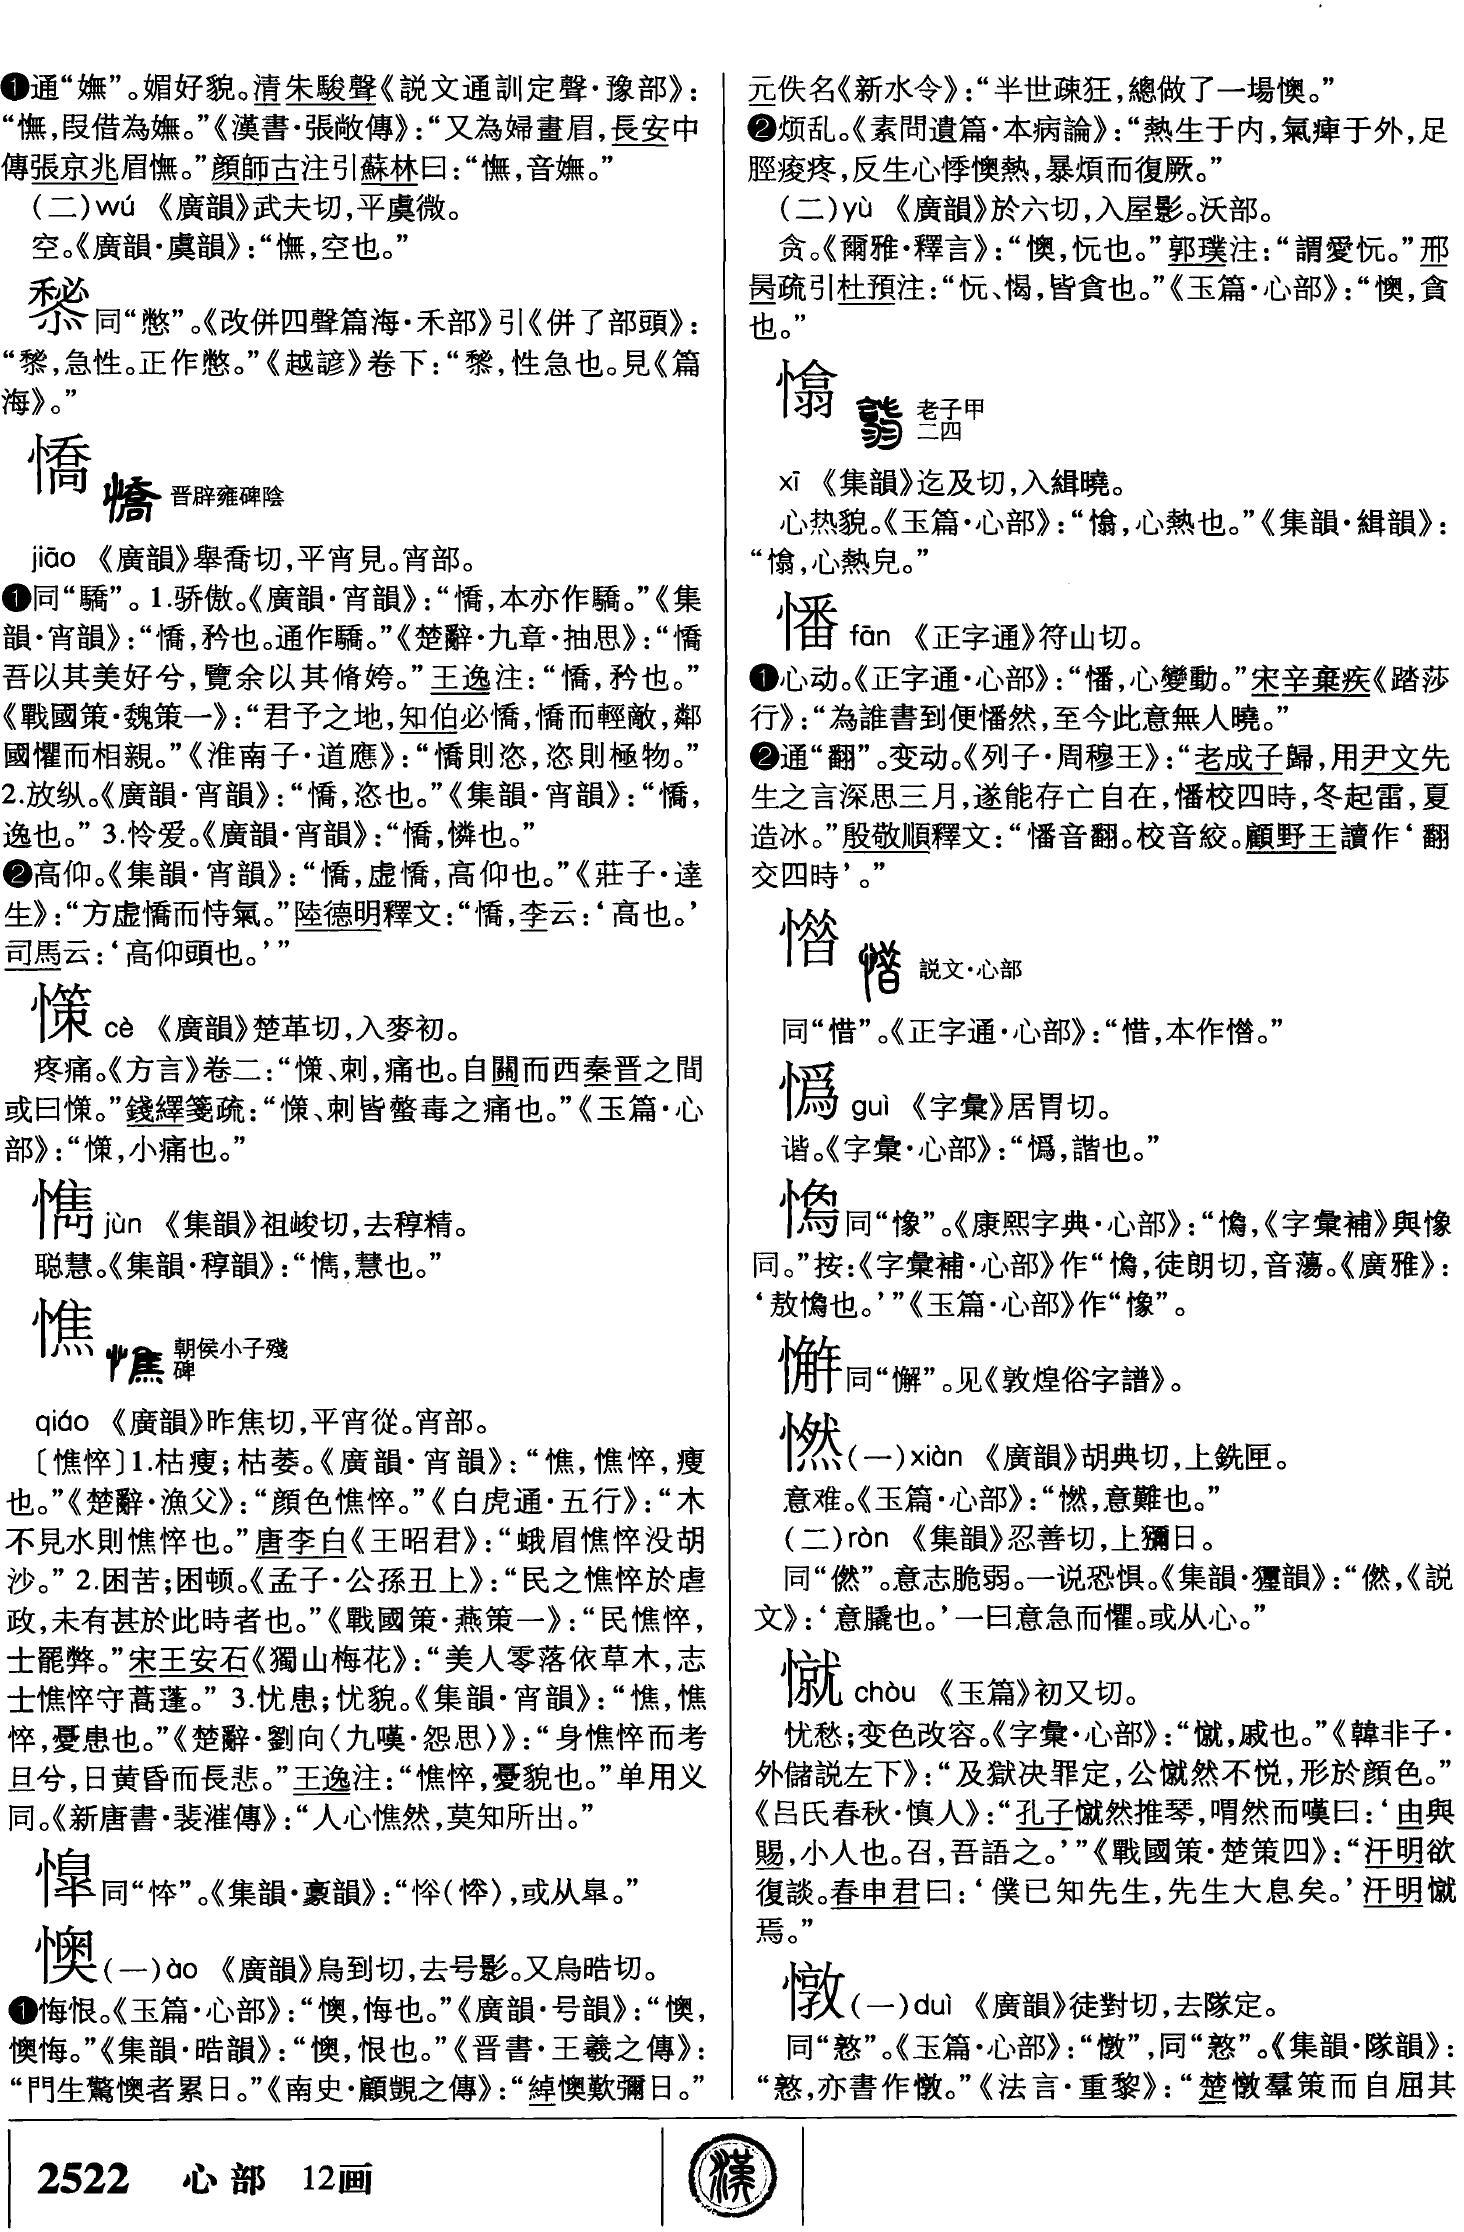 ❶通“嫵”。媚好貌。清朱駿聲《説文通訓定聲·豫部》：
“憮，叚借為嫵。”《漢書·張敞傳》：“又為婦畫眉，長安中
傳張京兆眉憮。”顔師古注引蘇林曰：“憮，音嫵。”
(二)wú 《廣韻》武夫切，平虞微。
空。《廣韻·虞韻》：“憮，空也。”
同“憋”。《改併四聲篇海·禾部》引《併了部頭》：
“，急性。正作憋。”《越諺》卷下：“，性急也。見《篇
海》。”
憍 晋辟雍碑陰
jiāo 《廣韻》舉喬切，平宵見。宵部。
❶同“驕”。1.骄傲。《廣韻·宵韻》：“憍，本亦作驕。”《集
韻·宵韻》：“憍，矜也。通作驕。”《楚辭·九章·抽思》：“憍
吾以其美好兮，覽余以其脩姱。”王逸注：“憍，矜也。”
《戰國策·魏策一》：“君予之地，知伯必憍，憍而輕敵，鄰
國懼而相親。”《淮南子·道應》：“憍則恣，恣則極物。”
2.放纵。《廣韻·宵韻》：“憍，恣也。”《集韻·宵韻》：“憍，
逸也。”3.怜爱。《廣韻·宵韻》：“憍，憐也。”
❷高仰。《集韻·宵韻》：“憍，虚憍，高仰也。”《莊子·達
生》：“方虚憍而恃氣。”陸德明釋文：“憍，李云：‘高也。’
司馬云：‘高仰頭也。’”
憡 cè 《廣韻》楚革切，入麥初。
疼痛。《方言》卷二：“憡、刺，痛也。自關而西秦晋之間
或曰憡。”錢繹箋疏：“憡、刺皆螫毒之痛也。”《玉篇·心
部》：“憡，小痛也。”
懏 jùn 《集韻》祖峻切，去稕精。
聪慧。《集韻·稕韻》：“懏，慧也。”
憔 朝侯小子殘
碑
qiáo 《廣韻》昨焦切，平宵從。宵部。
〔憔悴〕1.枯瘦；枯萎。《廣韻·宵韻》：“憔，憔悴，瘦
也。”《楚辭·漁父》：“顔色憔悴。”《白虎通·五行》：“木
不見水則憔悴也。”唐李白《王昭君》：“蛾眉憔悴没胡
沙。”2.困苦；困顿。《孟子·公孫丑上》：“民之憔悴於虐
政，未有甚於此時者也。”《戰國策·燕策一》：“民憔悴，
士罷弊。”宋王安石《獨山梅花》：“美人零落依草木，志
士憔悴守蒿蓬。”3.忧患；忧貌。《集韻·宵韻》：“憔，憔
悴，憂患也。”《楚辭·劉向〈九嘆·怨思〉》：“身憔悴而考
旦兮，日黄昏而長悲。”王逸注：“憔悴，憂貌也。”单用义
同。《新唐書·裴漼傳》：“人心憔然，莫知所出。”
同“”。《集韻·豪韻》：“（），或从臯。”
懊(一)ào 《廣韻》烏到切，去号影。又烏晧切。
❶悔恨。《玉篇·心部》：“懊，悔也。”《廣韻·号韻》：“懊，
懊悔。”《集韻·晧韻》：“懊，恨也。”《晋書·王羲之傳》：
“門生驚懊者累日。”《南史·顧覬之傳》：“綽懊歎彌日。”
元佚名《新水令》：“半世疎狂，總做了一場懊。”
❷烦乱。《素問遺篇·本病論》：“熱生于内，氣痺于外，足
脛痠疼，反生心悸懊熱，暴煩而復厥。”
(二)yù 《廣韻》於六切，入屋影。沃部。
贪。《爾雅·釋言》：“懊，忨也。”郭璞注：“謂愛忨。”邢
昺疏引杜預注：“忨、愒，皆貪也。”《玉篇·心部》：“懊，貪
也。”
憰 老子甲
二四
xī 《集韻》迄及切，入緝曉。
心热貌。《玉篇·心部》：“，心熱也。”《集韻·緝韻》：
“，心熱皃。”
憣 fān 《正字通》符山切。
❶心动。《正字通·心部》：“憣，心變動。”宋辛棄疾《踏莎
行》：“為誰書到便憣然，至今此意無人曉。”
❷通“翻”。变动。《列子·周穆王》：“老成子歸，用尹文先
生之言深思三月，遂能存亡自在，憣校四時，冬起雷，夏
造冰。”殷敬順釋文：“憣音翻。校音絞。顧野王讀作‘翻
交四時’。”
説文·心部
同“惜”。《正字通·心部》：“惜，本作。”
guì 《字彙》居胃切。
谐。《字彙·心部》：“，諧也。”
同“憿”。《康熙字典·心部》：“，《字彙補》與像
同。”按：《字彙補·心部》作“，徒朗切，音蕩。《廣雅》：
‘敖也。’”《玉篇·心部》作“”。
同“懈”。见《敦煌俗字譜》。
㦓(一)xiàn 《廣韻》胡典切，上銑匣。
意难。《玉篇·心部》：“，意難也。”
(二)rǎn 《集韻》忍善切，上獮日。
同“㒄”。意志脆弱。一说恐惧。《集韻·獮韻》：“㒄，《説
文》：‘意膬也。’一曰意急而懼。或从心。”
憱 chòu 《玉篇》初又切。
忧愁；变色改容。《字彙·心部》：“憱，慼也。”《韓非子·
外儲説左下》：“及獄决罪定，公憱然不悦，形於顔色。”
《吕氏春秋·慎人》：“孔子憱然推琴，喟然而嘆曰：‘由與
賜，小人也。召，吾語之。’”《戰國策·楚策四》：“汗明欲
復談。春申君曰：‘僕已知先生，先生大息矣。’汗明憱
焉。”
憞(一)duì 《廣韻》徒對切，去隊定。
同“憝”。《玉篇·心部》：“憞”，同“憝”。《集韻·隊韻》：
“憝，亦書作憞。”《法言·重黎》：“楚憞羣策而自屈其
2522 心部 12画
漢